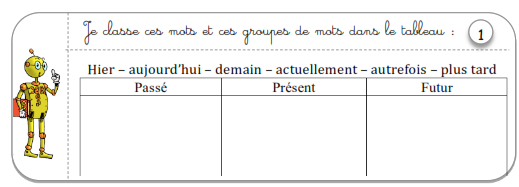 Je classe ces mots et ces groupes de mots dans le tableau :
1
Hier – aujourd'hui – demain – actuellement – autrefois – plus tard
Passé Présent Futur